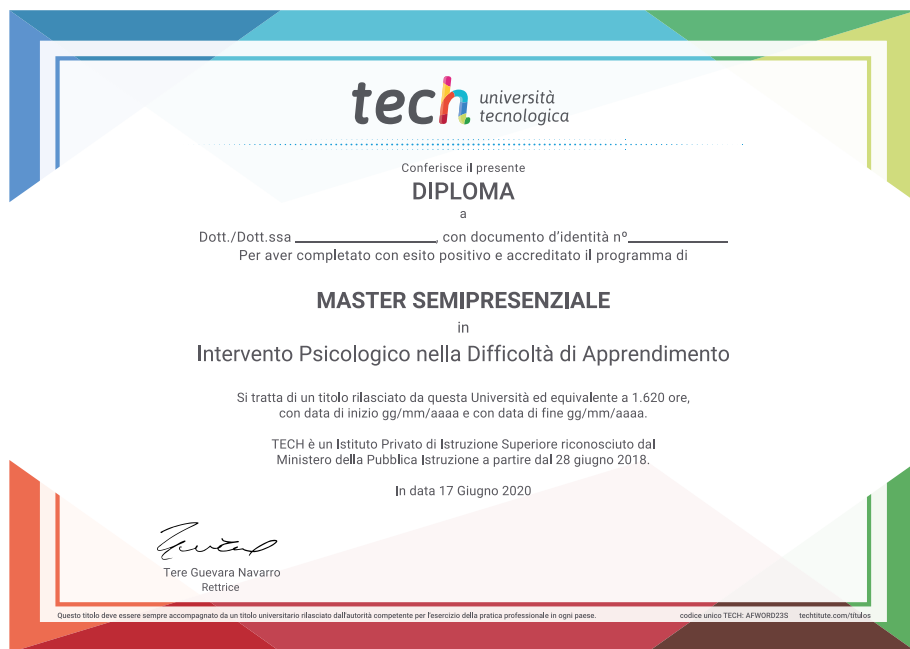 tech università
tecnologica
Conferisce il presente
DIPLOMA
a
Dott./Dott.ssa _________________, con documento d'identità nº____________
Per aver completato con esito positivo e accreditato il programma di
MASTER SEMIPRESENZIALE
in
Intervento Psicologico nella Difficoltà di Apprendimento
Si tratta di un titolo rilasciato da questa Università ed equivalente a 1.620 ore,
con data di inizio gg/mm/aaaa e con data di fine gg/mm/aaaa.
TECH è un Istituto Privato di Istruzione Superiore riconosciuto dal
Ministero della Pubblica Istruzione a partire dal 28 giugno 2018.
In data 17 Giugno 2020
Tere Guevara Navarro
Rettrice
Questo titolo deve essere sempre accompagnato da un titolo universitario rilasciato dall'autorità competente per l'esercizio della pratica professionale in ogni paese. codice unico TECH: AFWORD23S techtitute.com/títulos